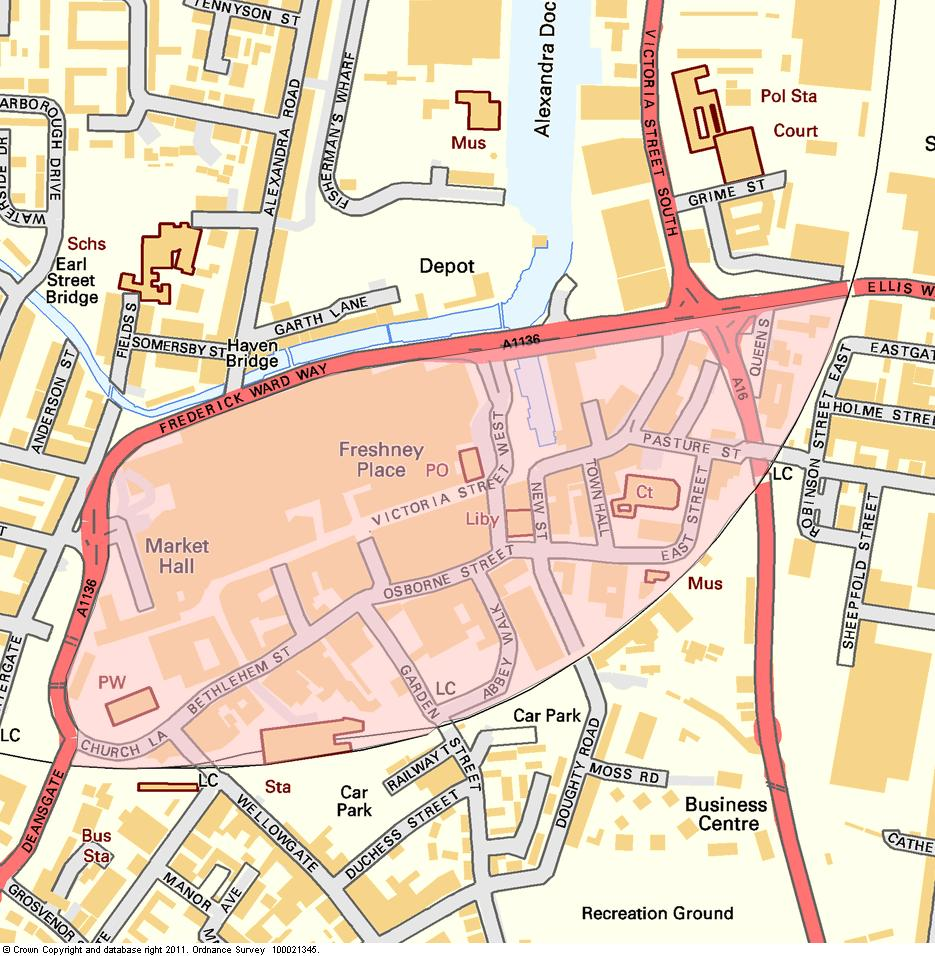 TENNYSON ST
Alexandra Doc
VICTORIA STREET SOUTH
ARBOROUGH DRIVE
WATERSIDE DR
ALEXANDRA ROAD
FISHERMAN'S WHARF
Mus
Pol Sta
Court
GRIME ST
Schs
Earl
Street
Bridge
Depot
FIELDS S
GARTH LANE
SOMERSBY ST
Haven
Bridge
A1136
ELLIS W
ANDERSON ST
FREDERICK WARD WAY
QUEEN S
A16
EASTGAT
HOLME STREE
ROBINSON STREET EAST
Freshney
Place
PO
VICTORIA STREET WEST
PASTURE ST
LC
NEW ST
TOWN HALL
Ct
Liby
EAST STREET
Market
Hall
OSBORNE STREET
Mus
SHEEPFOLD STREET
A1136
PW
BETHLEHEM ST
GARDEN STREET
LC
ABBEY WALK
LC
CHURCH LA
Car Park
LC
Sta
RAILWAY T
Car
Park
DOUGHTY ROAD
MOSS RD
DEANSGATE
WELLOWGATE
DUCHESS STREET
Business
Centre
Bus
Sta
CATHE
MANOR AVE
GROSVENOR
Recreation Ground
© Crown Copyright and database right 2011. Ordnance Survey 100021345.